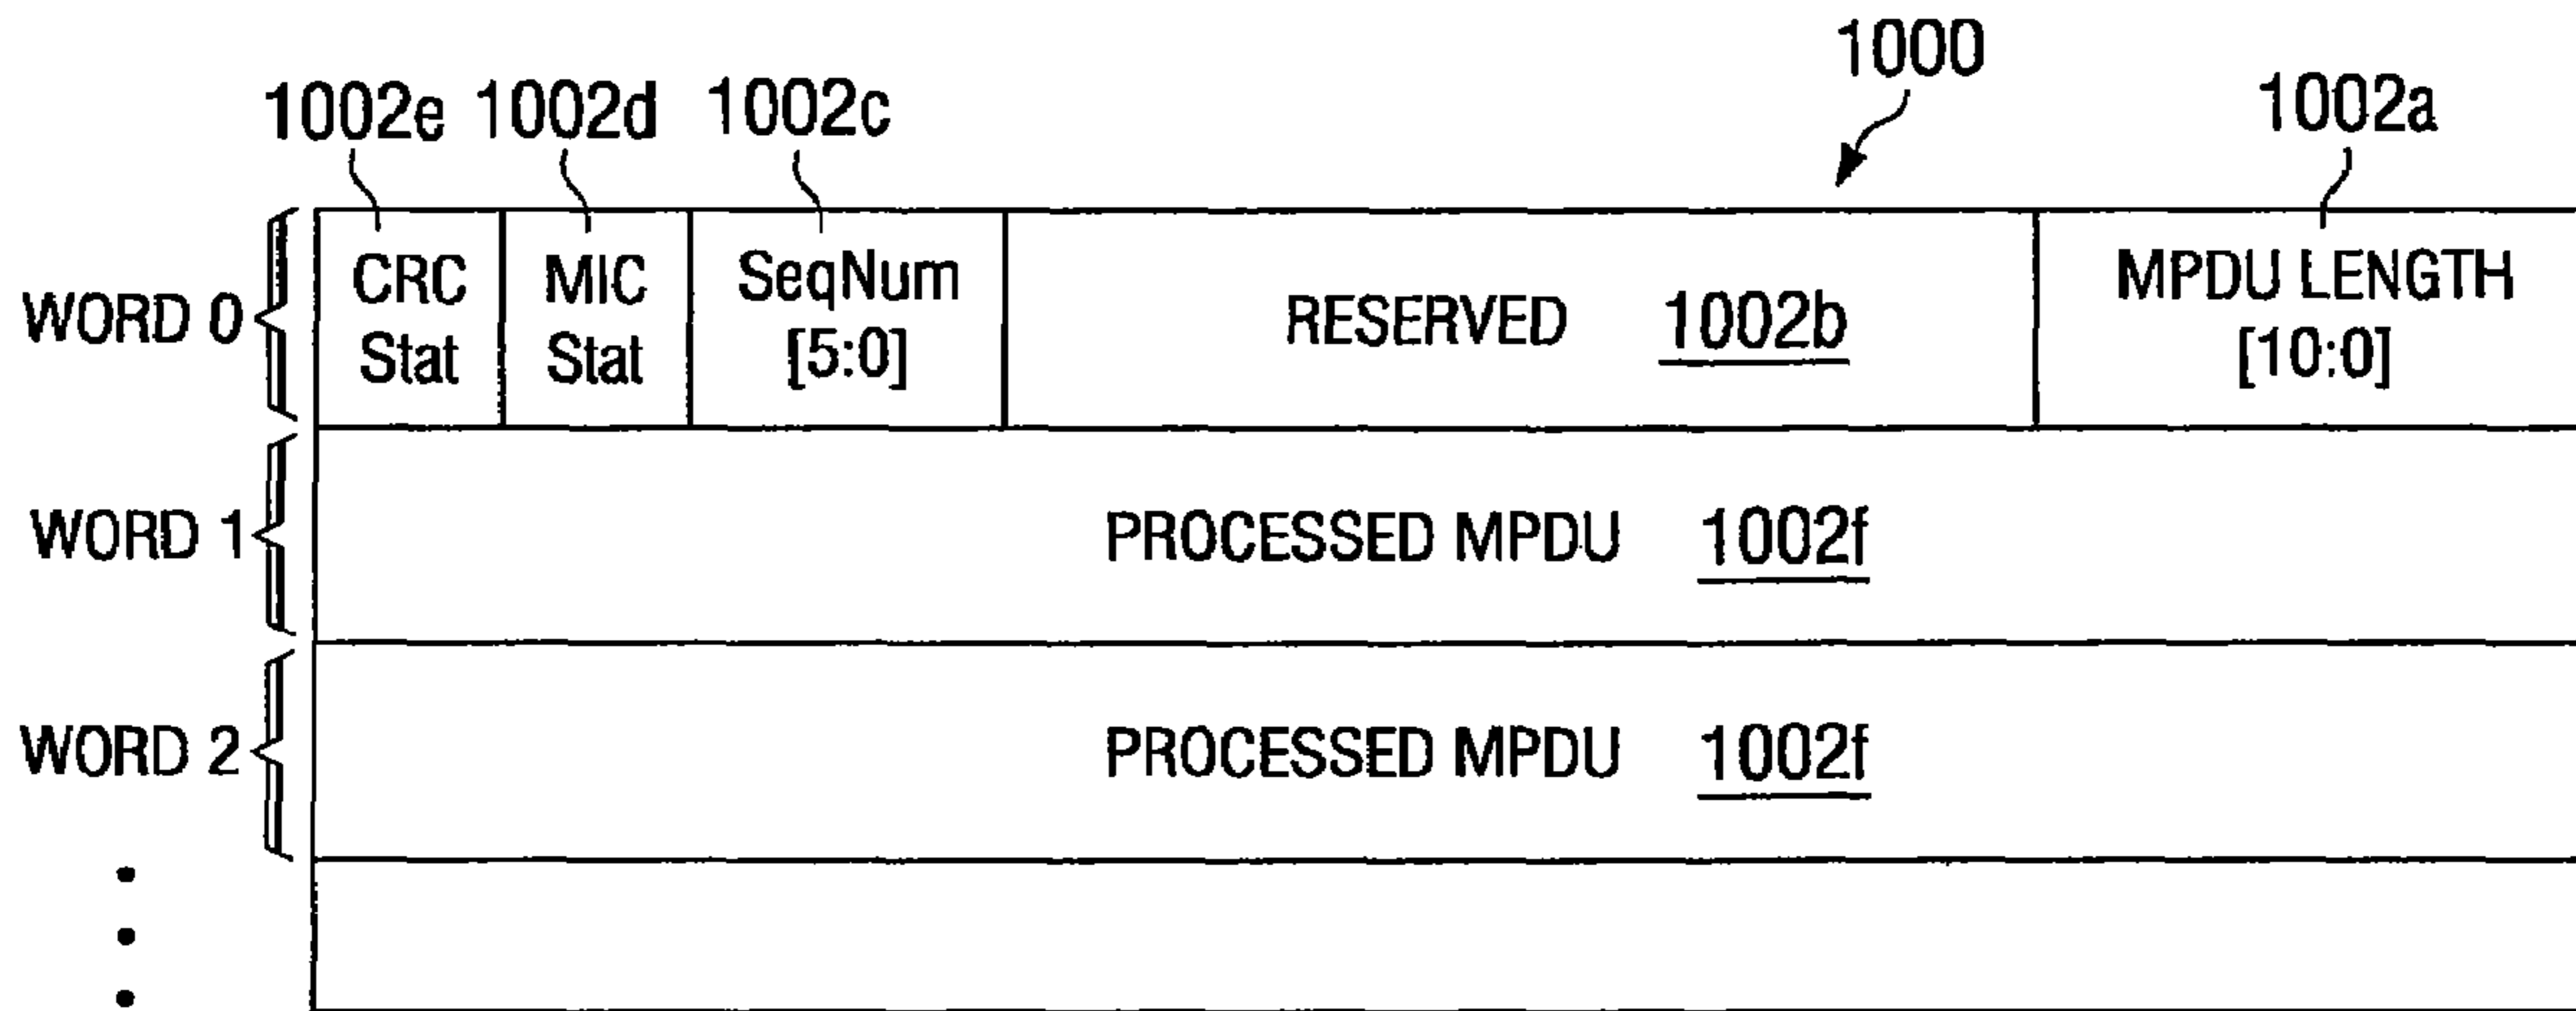 1000
1002e 1002d 1002c 1002a
WORD 0
CRC Stat
MIC Stat
SeqNum [5:0]
RESERVED 1002b
MPDU LENGTH [10:0]
WORD 1
PROCESSED MPDU 1002f
WORD 2
PROCESSED MPDU 1002f